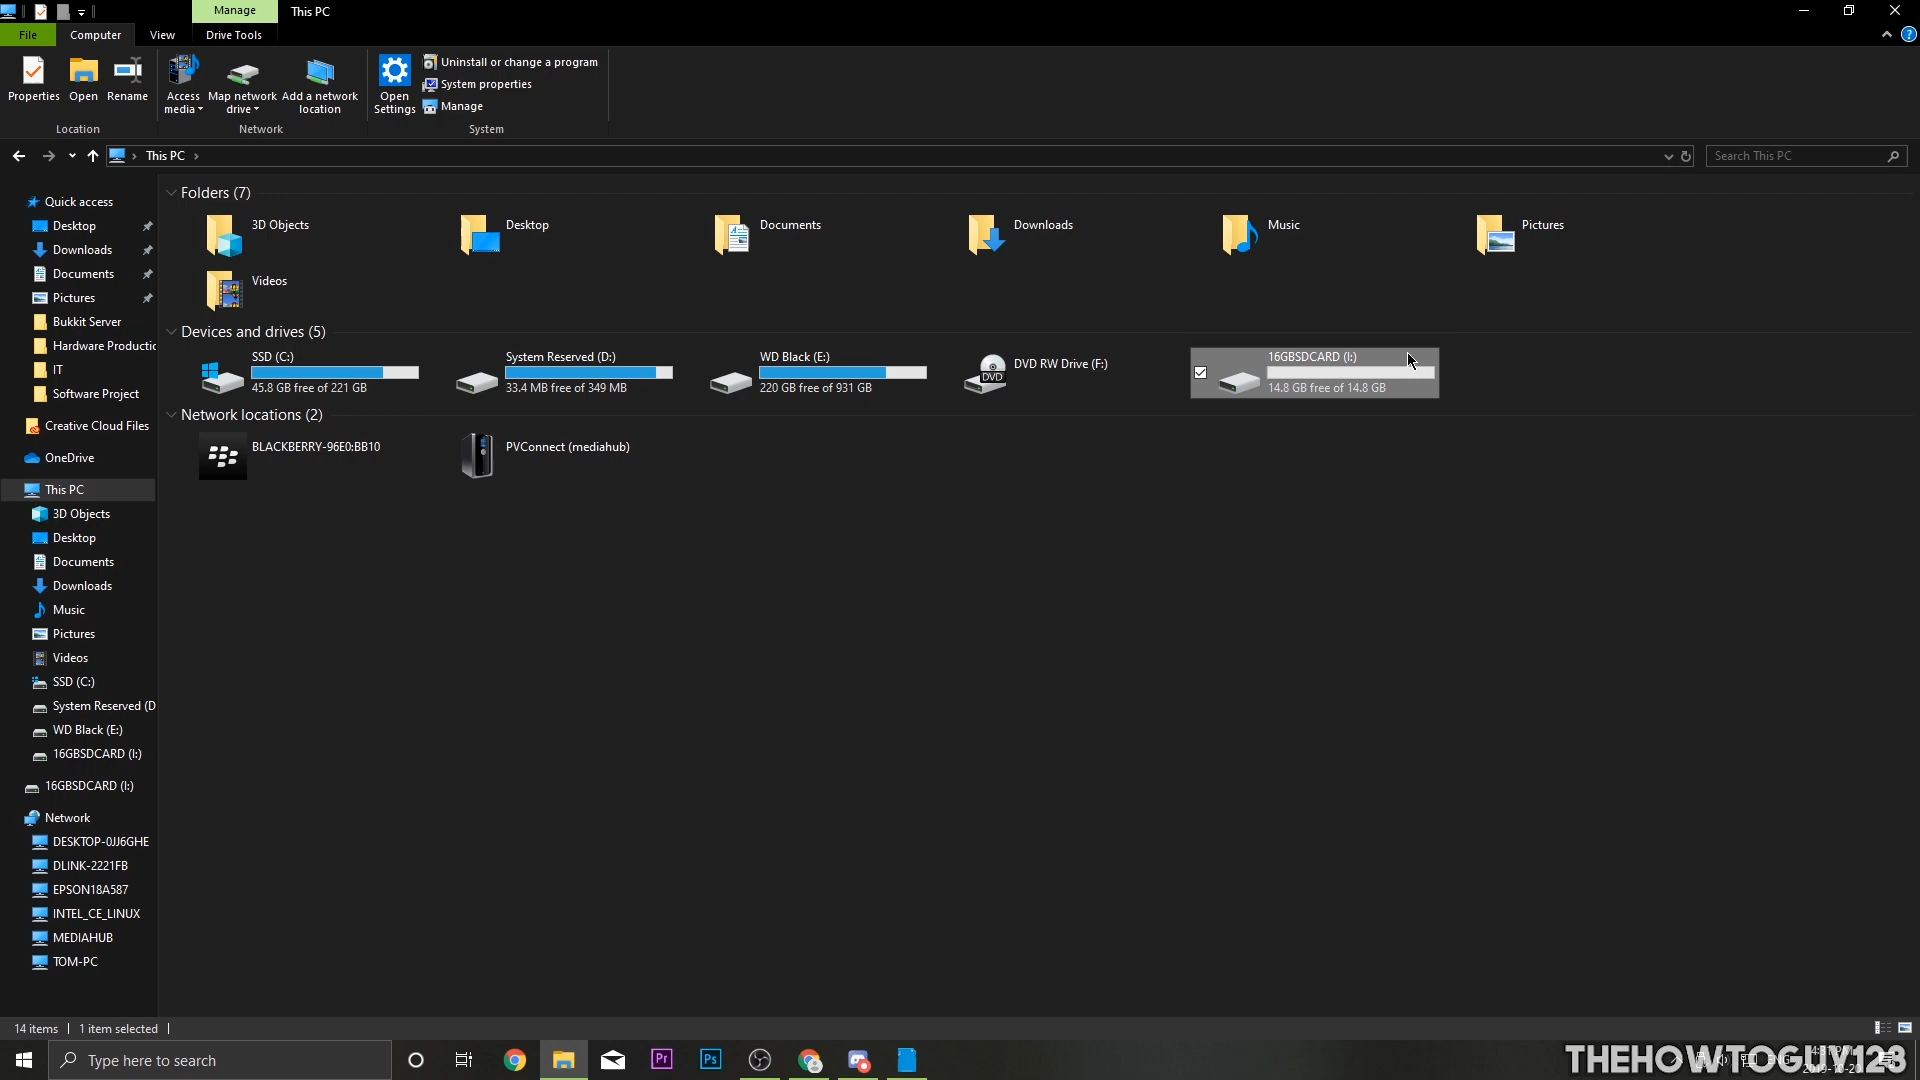 Manage
This PC
File
Computer
View
Drive Tools
Properties
Open
Rename
Access media
Map network drive
Add a network location
Open Settings
Uninstall or change a program
System properties
Manage
Location
Network
System
This PC
Search This PC
Quick access
Desktop
Downloads
Documents
Pictures
Bukkit Server
Hardware Productic
IT
Software Project
Creative Cloud Files
OneDrive
This PC
3D Objects
Desktop
Documents
Downloads
Music
Pictures
Videos
SSD (C:)
System Reserved (D
WD Black (E:)
16GBSDCARD (I:)
16GBSDCARD (I:)
Network
DESKTOP-0JJ6GHE
DLINK-2221FB
EPSON18A587
INTEL_CE_LINUX
MEDIAHUB
TOM-PC
Folders (7)
3D Objects
Desktop
Documents
Downloads
Music
Pictures
Videos
Devices and drives (5)
SSD (C:)
45.8 GB free of 221 GB
System Reserved (D:)
33.4 MB free of 349 MB
WD Black (E:)
220 GB free of 931 GB
DVD
DVD RW Drive (F:)
16GBSDCARD (I:)
14.8 GB free of 14.8 GB
Network locations (2)
BLACKBERRY-96E0:BB10
PVConnect (mediahub)
14 items
1 item selected
Type here to search
Pr
Ps
THEHOWTOGUY123